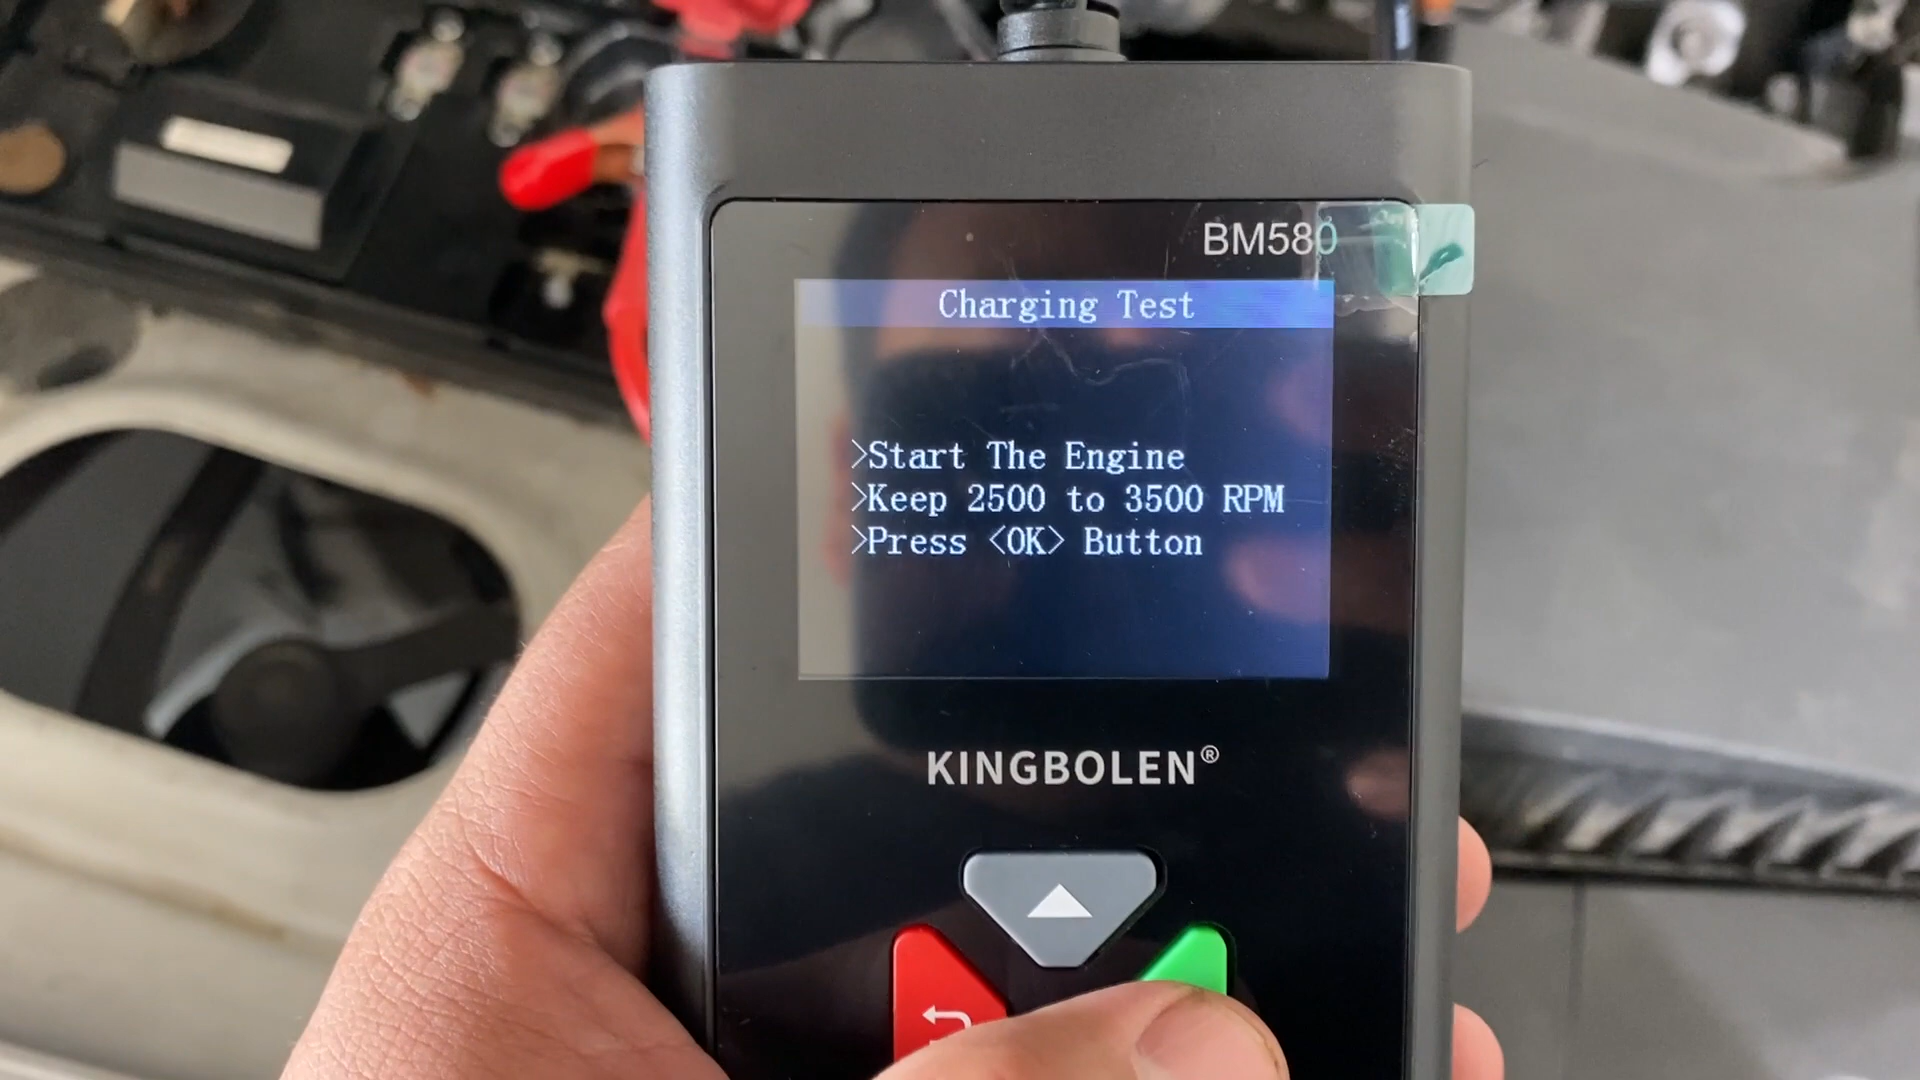 BM580
Charging Test
>Start The Engine
>Keep 2500 to 3500 RPM
>Press <OK> Button
KINGBOLEN®